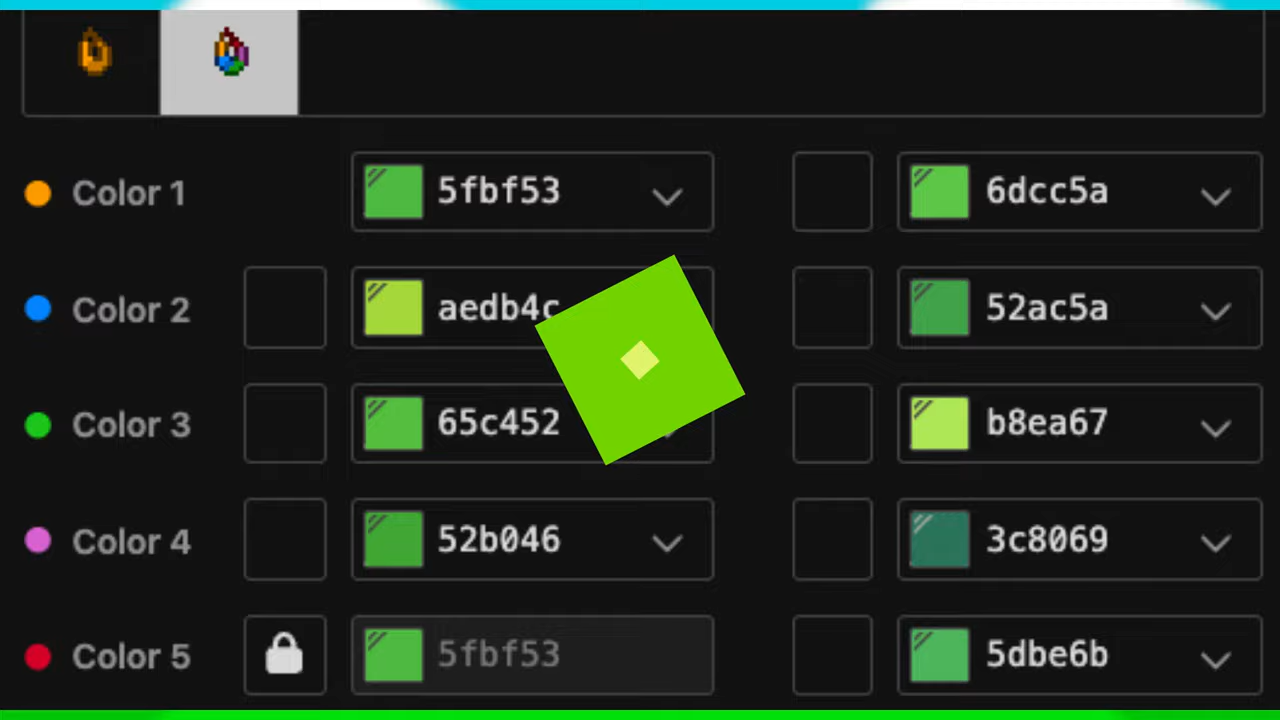 Color 1 5fbf53 6dcc5a
Color 2 aedb4c 52ac5a
Color 3 65c452 b8ea67
Color 4 52b046 3c8069
Color 5 5fbf53 5dbe6b